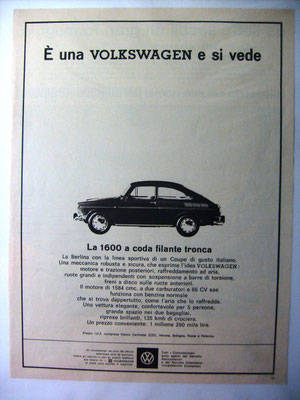 È una VOLKSWAGEN e si vede
La 1600 a coda filante tronca
La Berlina con la linea sportiva di un Coupe di gusto italiano.
Una meccanica robusta e sicura, che esprime l'idea VOLKSWAGEN:
motore e trazione posteriori, raffreddamento ad aria,
ruote grandi e indipendenti con sospensione a barre di torsione,
freni a disco sulle ruote anteriori.
Il motore di 1584 cmc. a due carburatori e 66 CV sae
funziona con benzina normale
che si trova dappertutto, come l'aria che lo raffredda.
Una vettura elegante, confortevole per 5 persone,
grande spazio nei due bagagliai,
riprese brillanti, 135 kmh di crociera.
Un prezzo conveniente: 1 milione 290 mila lire.
VOLKSWAGEN